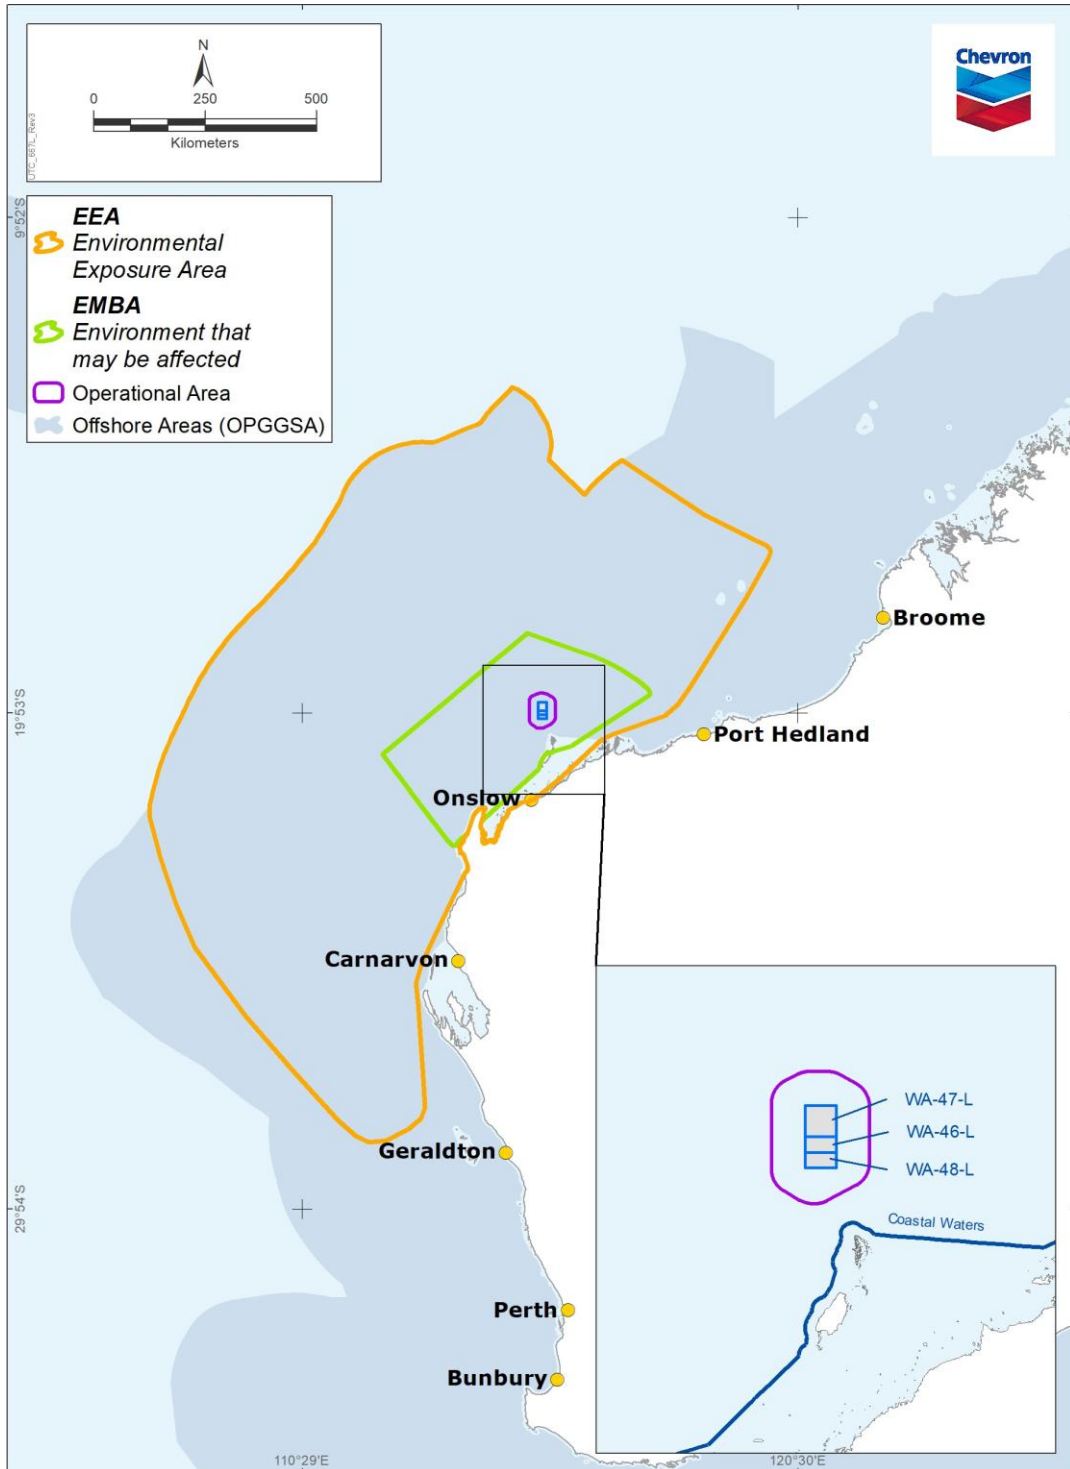 N
0 250 500
Kilometers
UTC_667L_Rev3
Chevron
EEA
Environmental
Exposure Area
EMBA
Environment that
may be affected
Operational Area
Offshore Areas (OPGGSA)
9°52'S
Broome
19°53'S
Port Hedland
Onslow
Carnarvon
Geraldton
29°54'S
Perth
Bunbury
WA-47-L
WA-46-L
WA-48-L
Coastal Waters
110°29'E
120°30'E